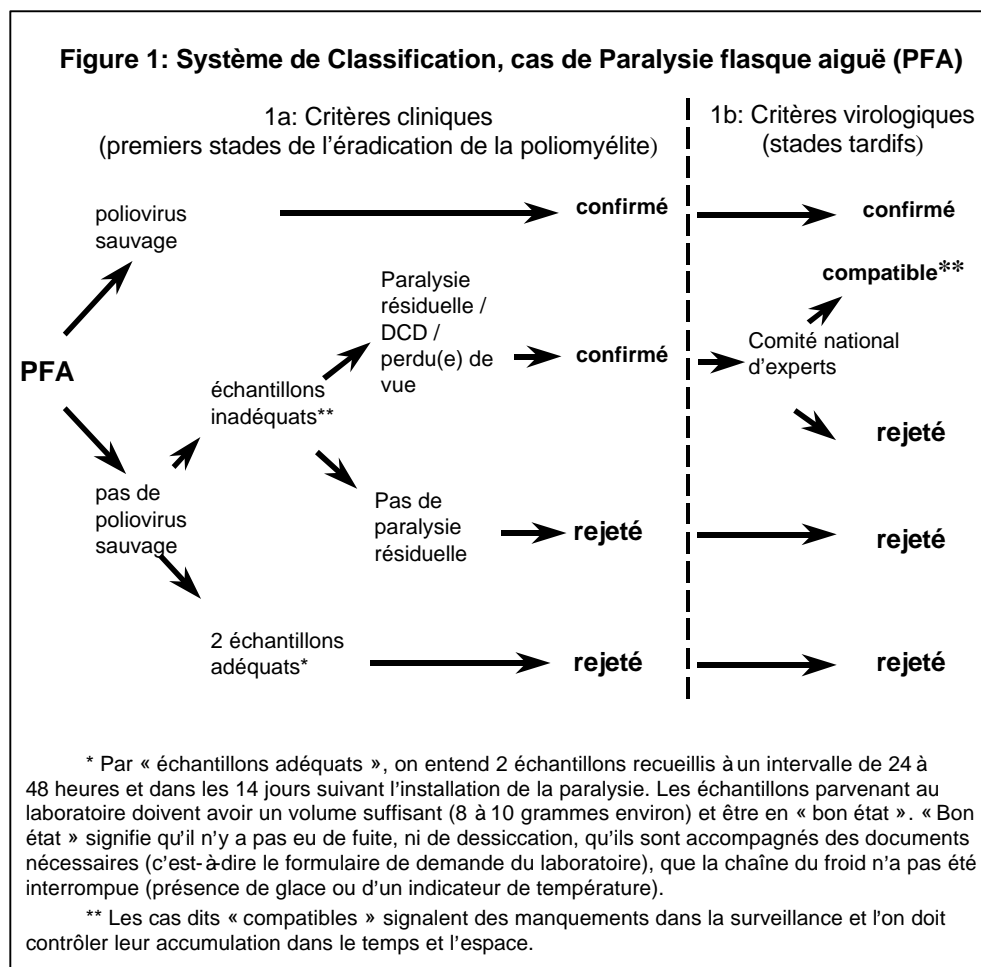 Figure 1: Système de Classification, cas de Paralysie flasque aiguë (PFA)
1a: Critères cliniques
(premiers stades de l'éradication de la poliomyélite)
1b: Critères virologiques
(stades tardifs)
poliovirus
sauvage
confirmé
confirmé
compatible**
Paralysie
résiduelle /
DCD /
perdu(e) de
vue
confirmé
Comité national
d'experts
PFA
échantillons
inadéquats**
rejeté
pas de
poliovirus
sauvage
Pas de
paralysie
résiduelle
rejeté
rejeté
2 échantillons
adéquats*
rejeté
rejeté
* Par « échantillons adéquats », on entend 2 échantillons recueillis à un intervalle de 24 à
48 heures et dans les 14 jours suivant l'installation de la paralysie. Les échantillons parvenant au
laboratoire doivent avoir un volume suffisant (8 à 10 grammes environ) et être en « bon état ». « Bon
état » signifie qu'il n'y a pas eu de fuite, ni de dessiccation, qu'ils sont accompagnés des documents
nécessaires (c'est-à-dire le formulaire de demande du laboratoire), que la chaîne du froid n'a pas été
interrompue (présence de glace ou d'un indicateur de température).
** Les cas dits « compatibles » signalent des manquements dans la surveillance et l'on doit
contrôler leur accumulation dans le temps et l'espace.